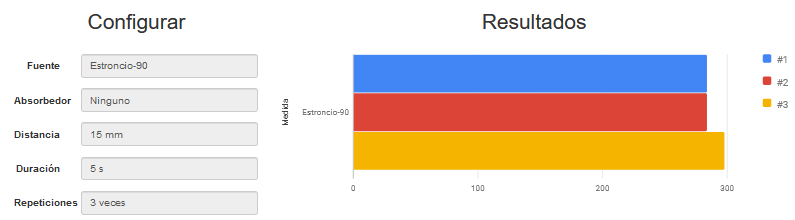 Configurar
Fuente Estroncio-90
Absorbedor Ninguno
Distancia 15 mm
Duración 5 s
Repeticiones 3 veces
Resultados
Medida
Estroncio-90
0 100 200 300
#1
#2
#3